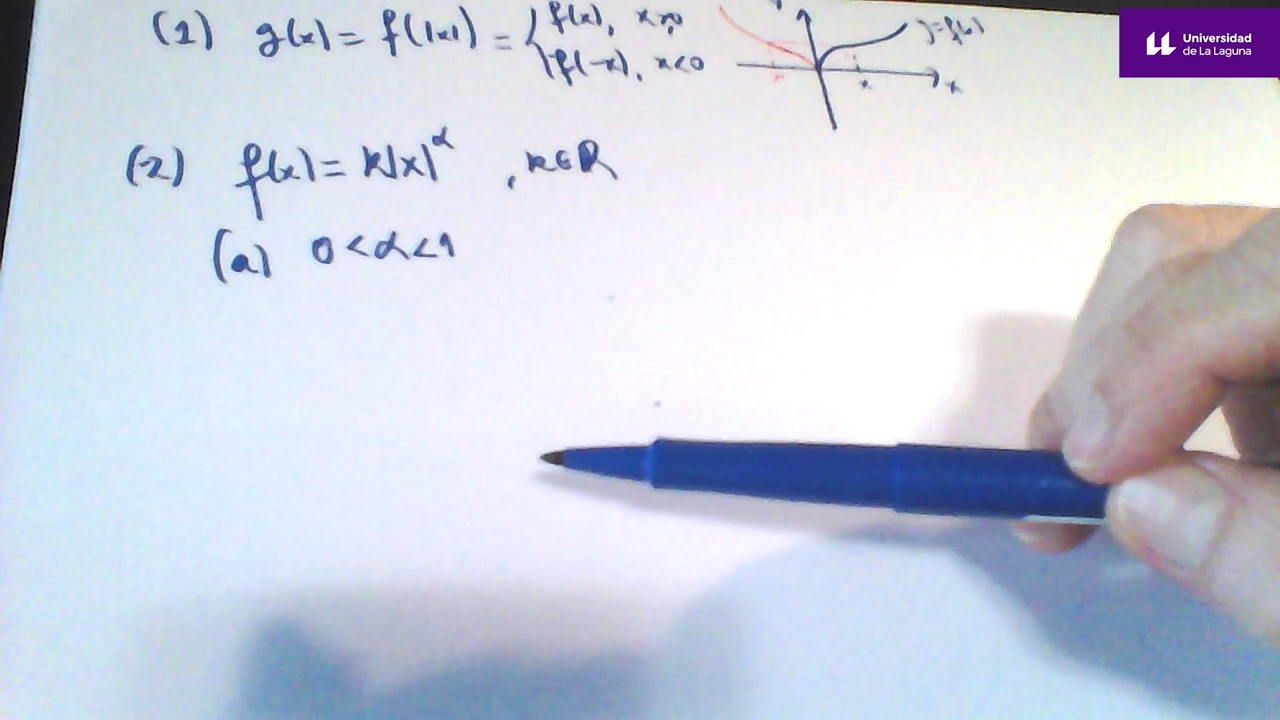 (1) g(x) = f(|x|) = { f(x), x≥0
f(-x), x<0
y=f(x)
x x x
(2) f(x) = k|x|^α , k∈ℝ
(a) 0<α<1
Universidad
de La Laguna